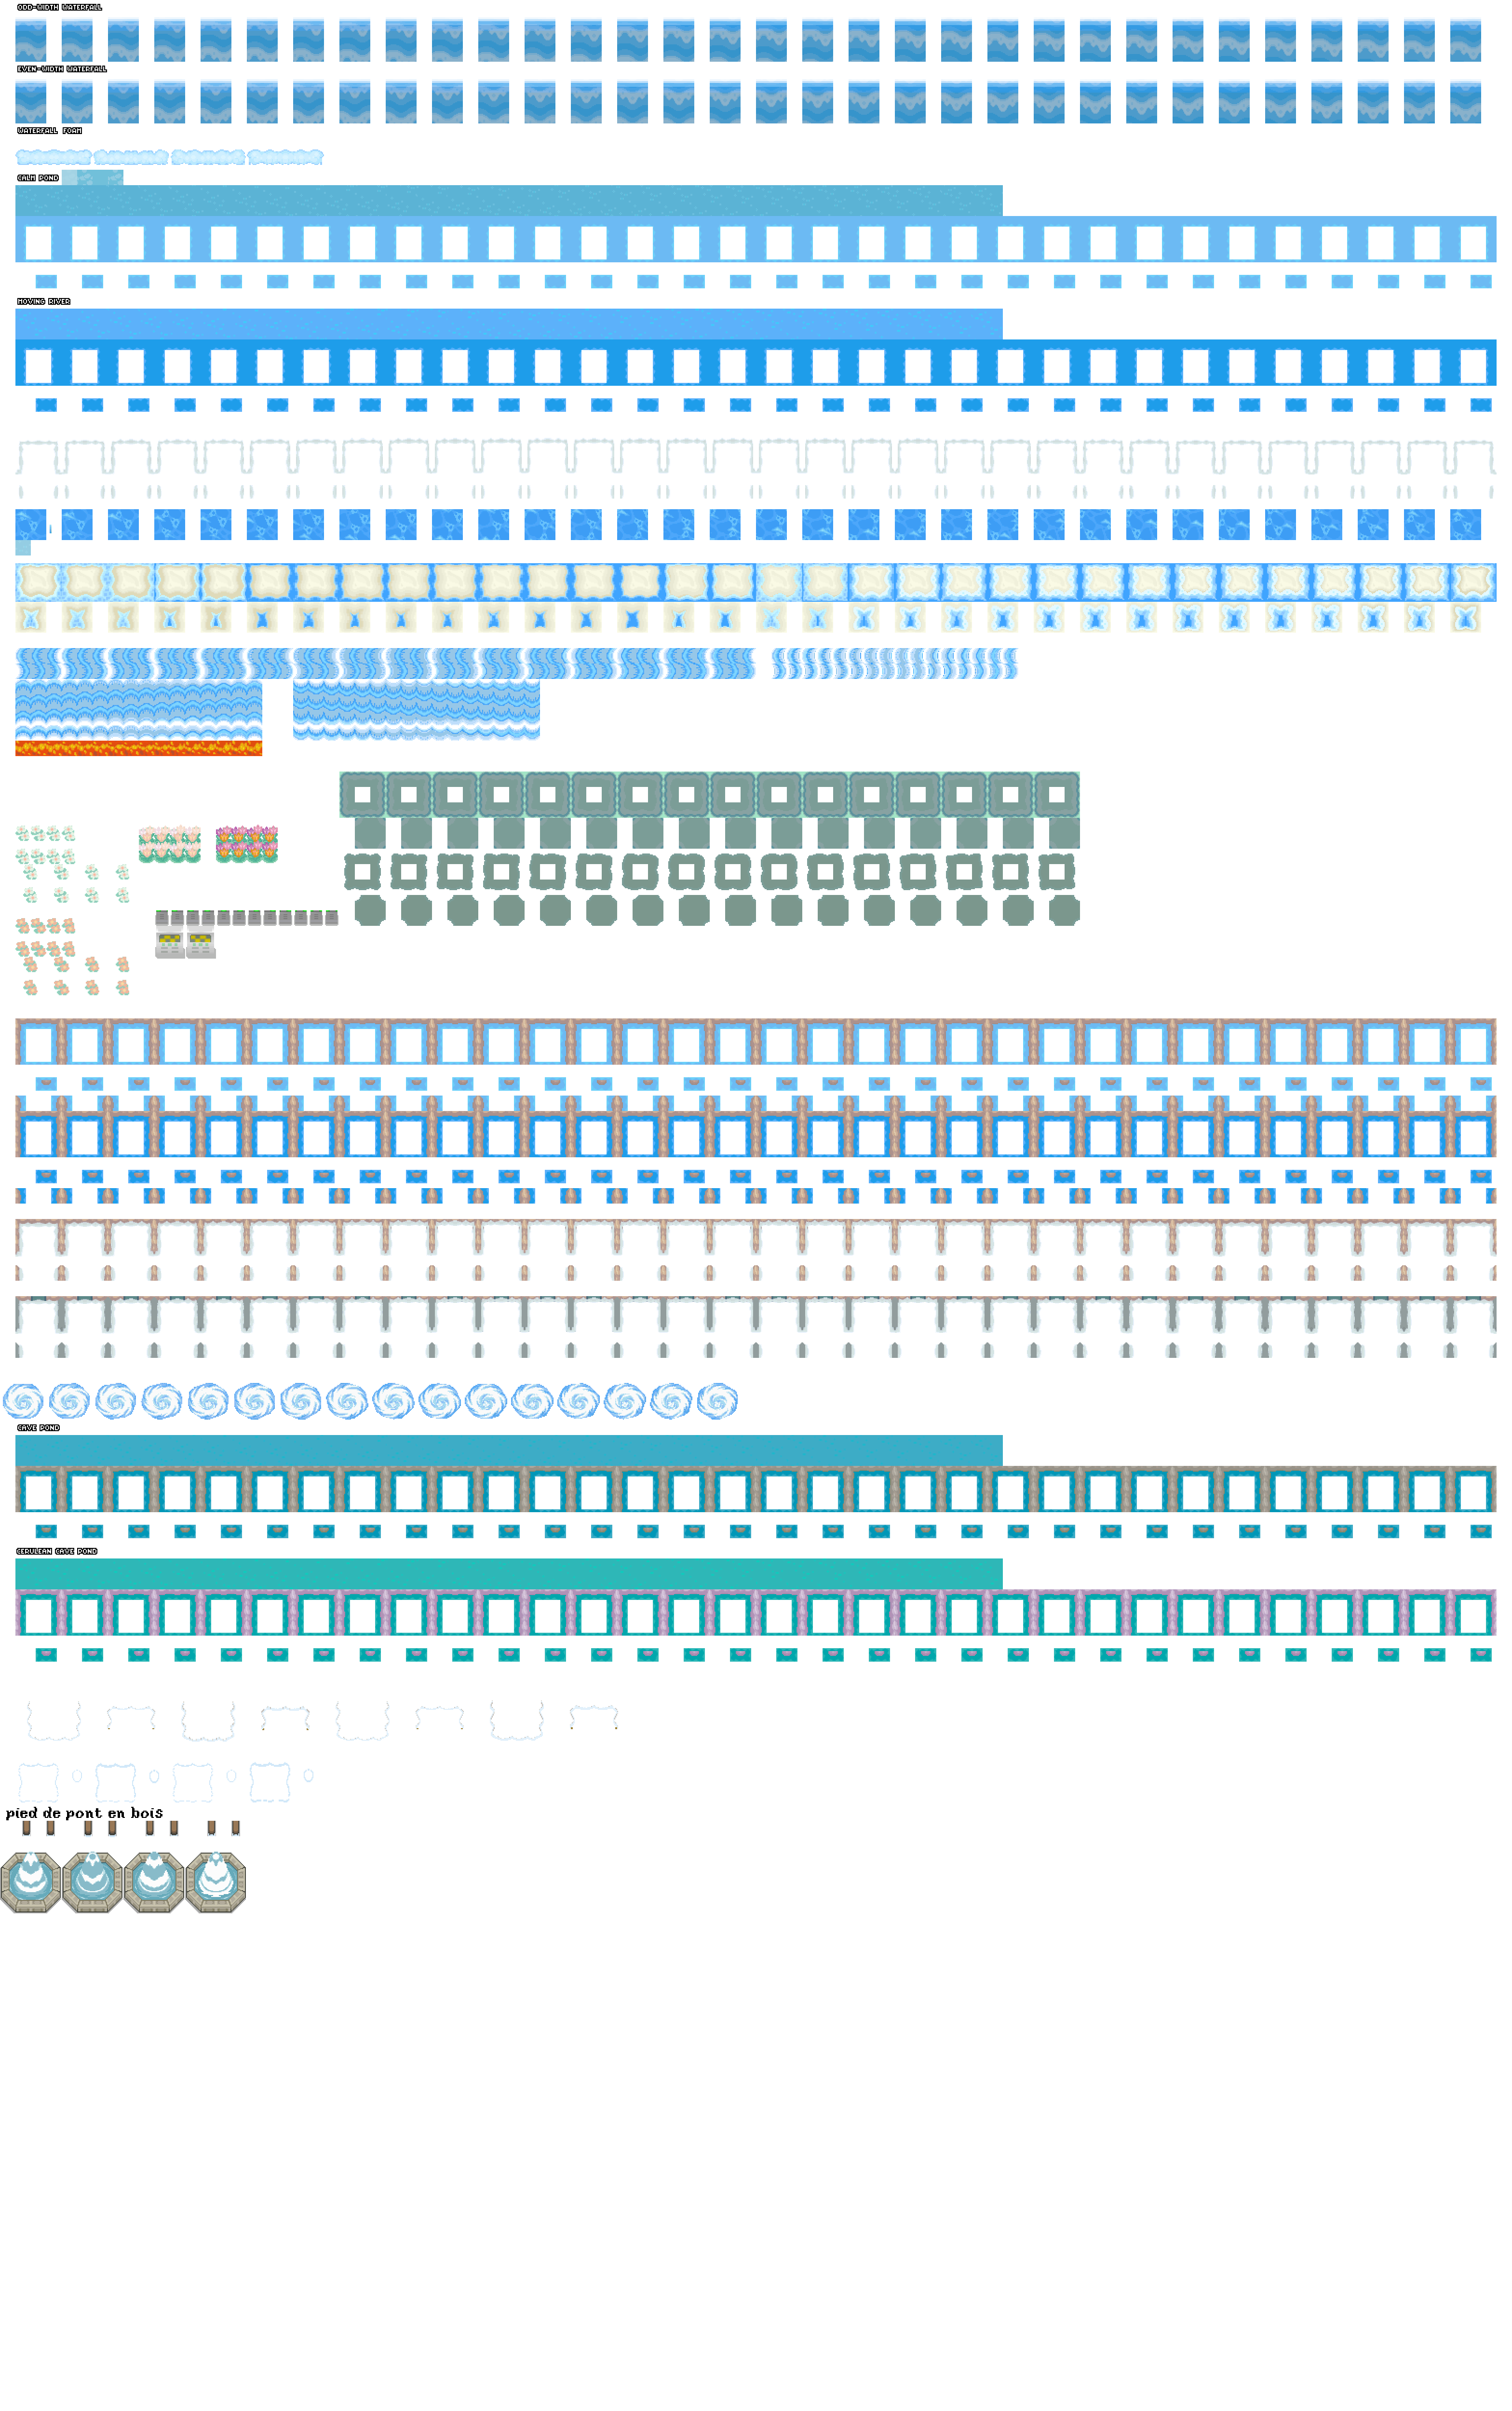 ODD-WIDTH WATERFALL
EVEN-WIDTH WATERFALL
WATERFALL FOAM
CALM POND
MOVING RIVER
CAVE POND
CERULEAN CAVE POND
pied de pont en bois